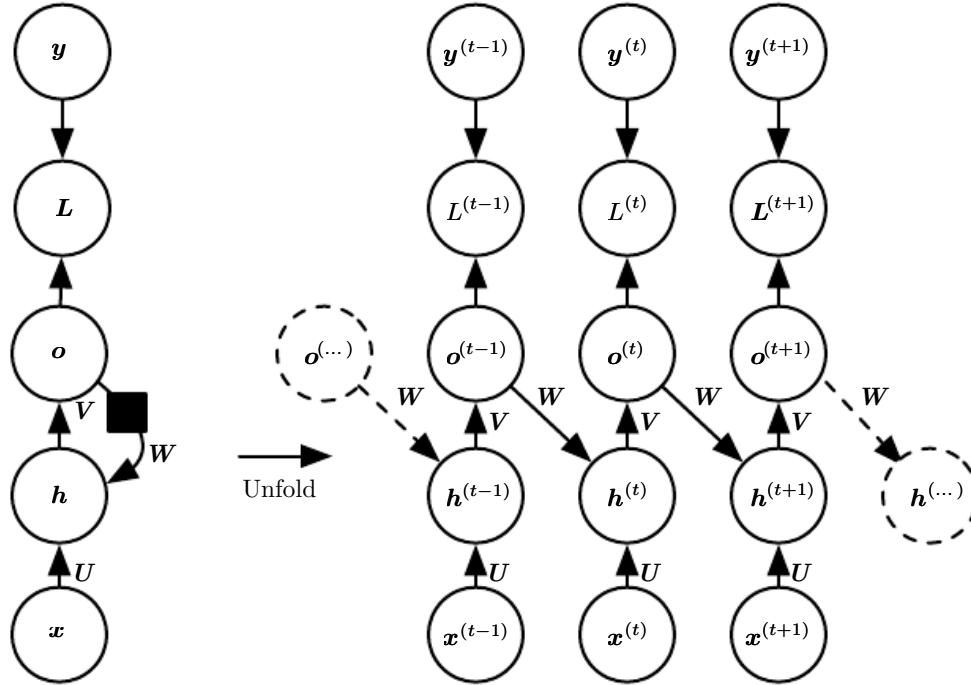 y y^(t−1) y^(t) y^(t+1)
L L^(t−1) L^(t) L^(t+1)
o o^(...) o^(t−1) o^(t) o^(t+1)
W W W W
V V V V
W
Unfold
h h^(t−1) h^(t) h^(t+1) h^(...)
U U U U
x x^(t−1) x^(t) x^(t+1)